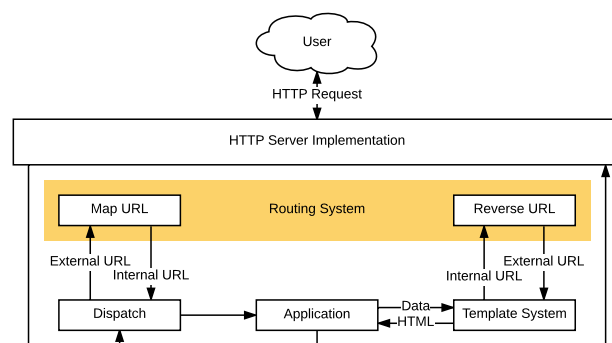 User
HTTP Request
HTTP Server Implementation
Map URL
Routing System
Reverse URL
External URL
Internal URL
External URL
Internal URL
Dispatch
Application
Data
HTML
Template System